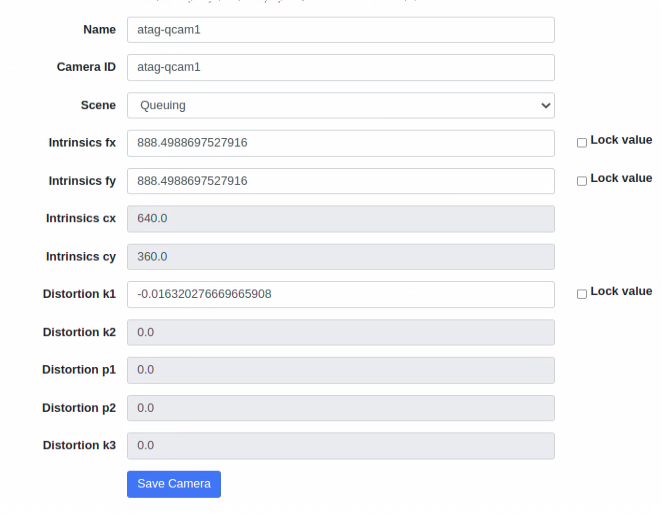 Name atag-qcam1
Camera ID atag-qcam1
Scene Queuing
Intrinsics fx 888.4988697527916 Lock value
Intrinsics fy 888.4988697527916 Lock value
Intrinsics cx 640.0
Intrinsics cy 360.0
Distortion k1 -0.016320276669665908 Lock value
Distortion k2 0.0
Distortion p1 0.0
Distortion p2 0.0
Distortion k3 0.0
Save Camera